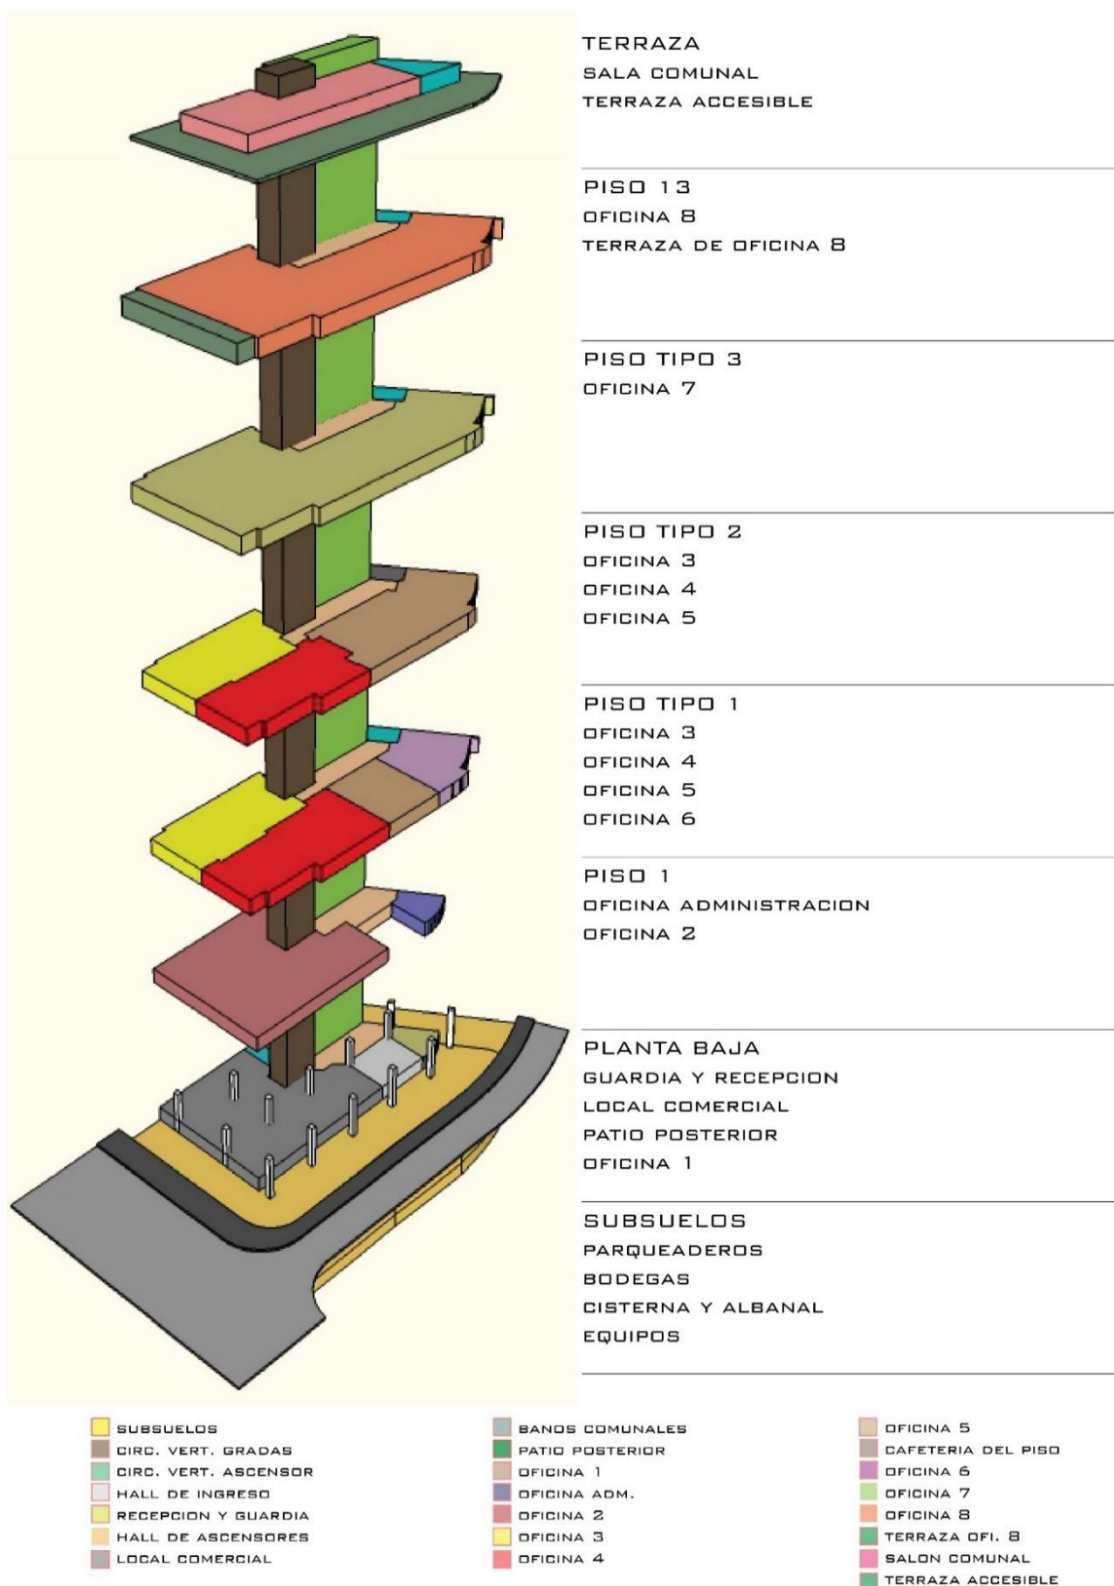 TERRAZA
SALA COMUNAL
TERRAZA ACCESIBLE
PISO 13
OFICINA 8
TERRAZA DE OFICINA 8
PISO TIPO 3
OFICINA 7
PISO TIPO 2
OFICINA 3
OFICINA 4
OFICINA 5
PISO TIPO 1
OFICINA 3
OFICINA 4
OFICINA 5
OFICINA 6
PISO 1
OFICINA ADMINISTRACION
OFICINA 2
PLANTA BAJA
GUARDIA Y RECEPCION
LOCAL COMERCIAL
PATIO POSTERIOR
OFICINA 1
SUBSUELOS
PARQUEADEROS
BODEGAS
CISTERNA Y ALBANAL
EQUIPOS
SUBSUELOS
CIRC. VERT. GRADAS
CIRC. VERT. ASCENSOR
HALL DE INGRESO
RECEPCION Y GUARDIA
HALL DE ASCENSORES
LOCAL COMERCIAL
BANOS COMUNALES
PATIO POSTERIOR
OFICINA 1
OFICINA ADM.
OFICINA 2
OFICINA 3
OFICINA 4
OFICINA 5
CAFETERIA DEL PISO
OFICINA 6
OFICINA 7
OFICINA 8
TERRAZA OFI. 8
SALON COMUNAL
TERRAZA ACCESIBLE